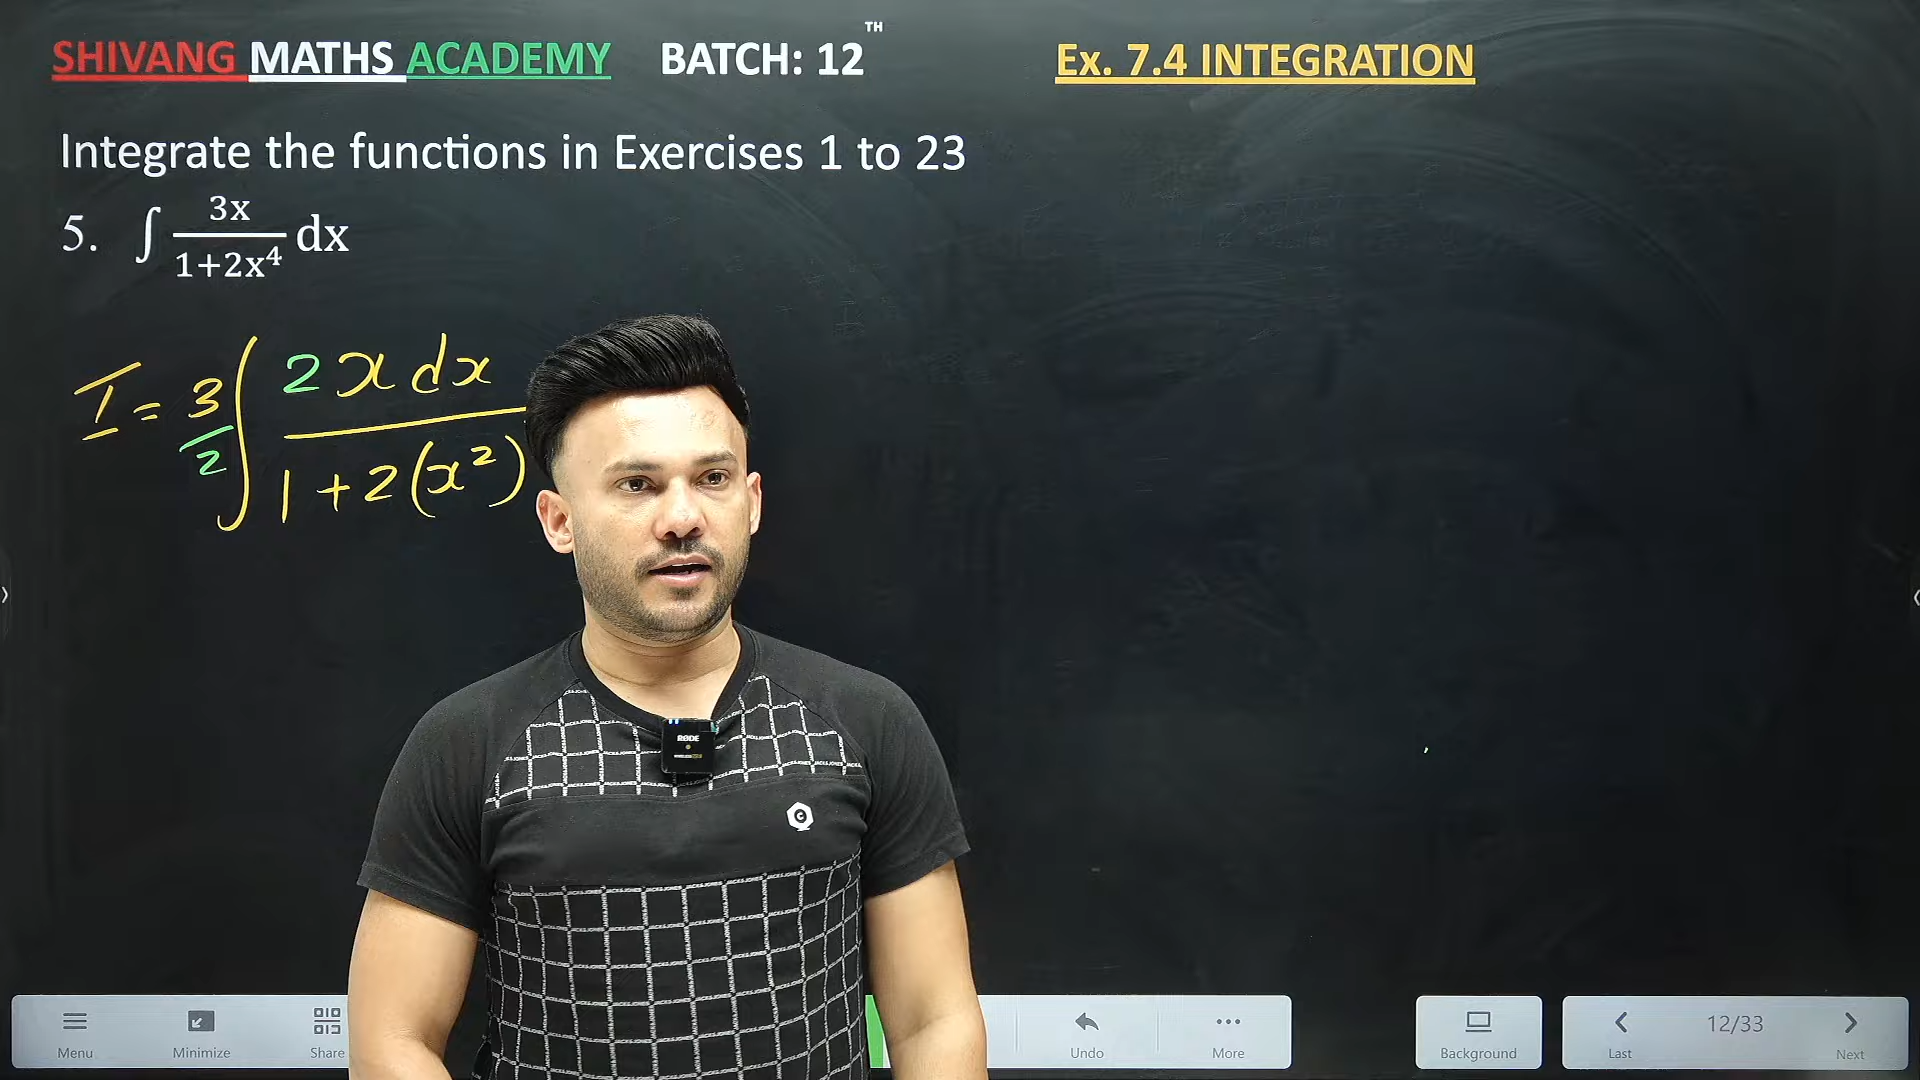 SHIVANG MATHS ACADEMY BATCH: 12TH Ex. 7.4 INTEGRATION
Integrate the functions in Exercises 1 to 23
5. ∫ 3x/(1+2x⁴) dx
I = 3/2 ∫ 2x dx / 1+2(x²)
RØDE
Menu Minimize Share Undo More Background Last 12/33 Next